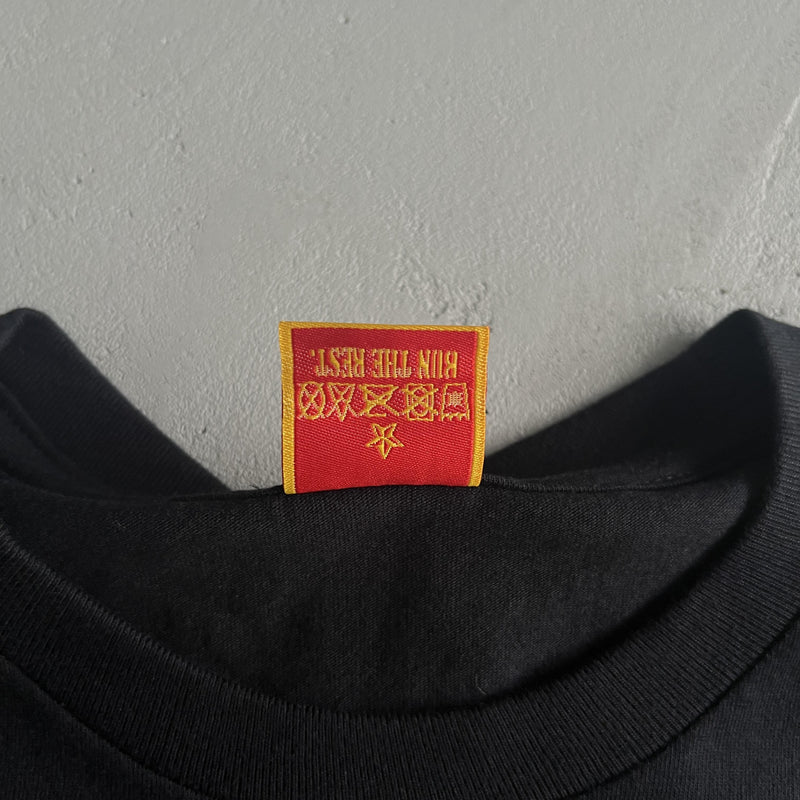 RUN THE REST.